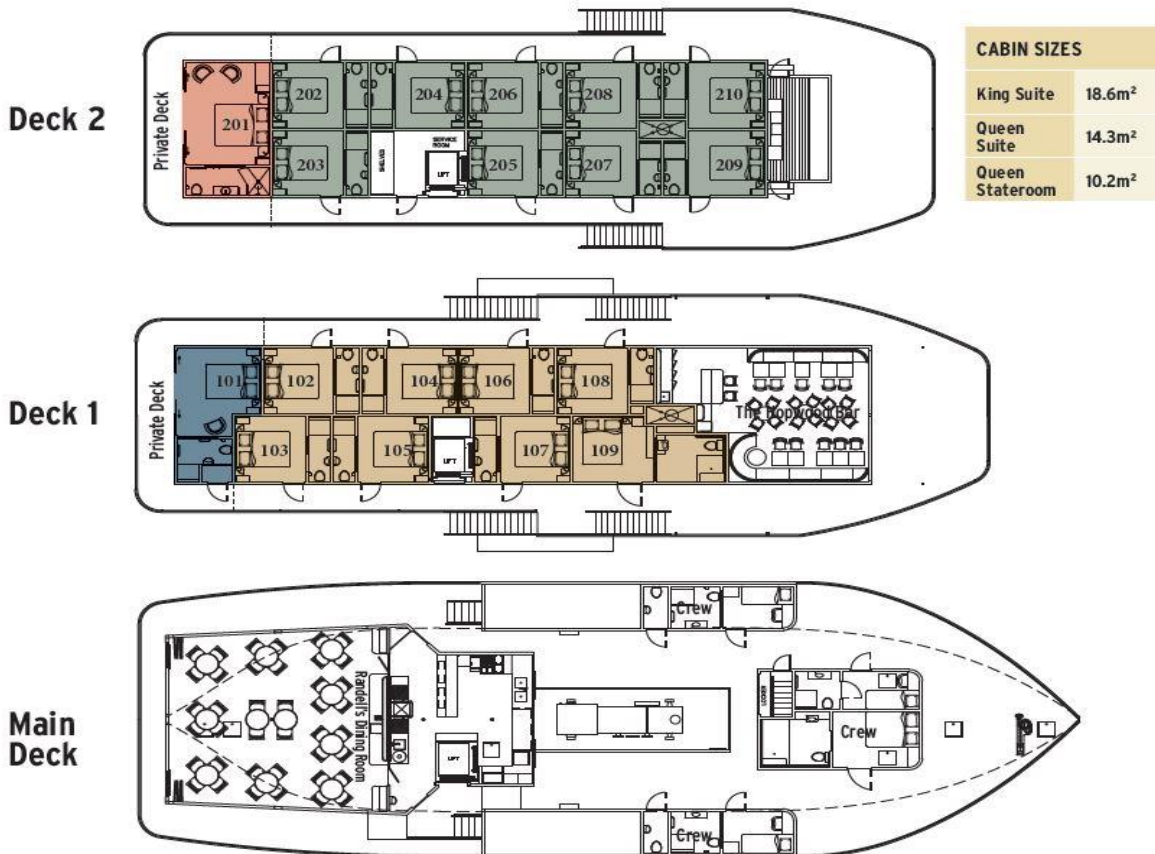 Deck 2
Private Deck
201
202
203
204
206
205
208
207
210
209
SHELVES
SERVICE
ROOM
LIFT
CABIN SIZES
King Suite 18.6m²
Queen
Suite 14.3m²
Queen
Stateroom 10.2m²
Deck 1
Private Deck
101
102
103
104
105
106
107
108
109
LIFT
The Hopwood Bar
Main
Deck
Randell's Dining Room
LIFT
Crew
LOCKER
Crew
Crew